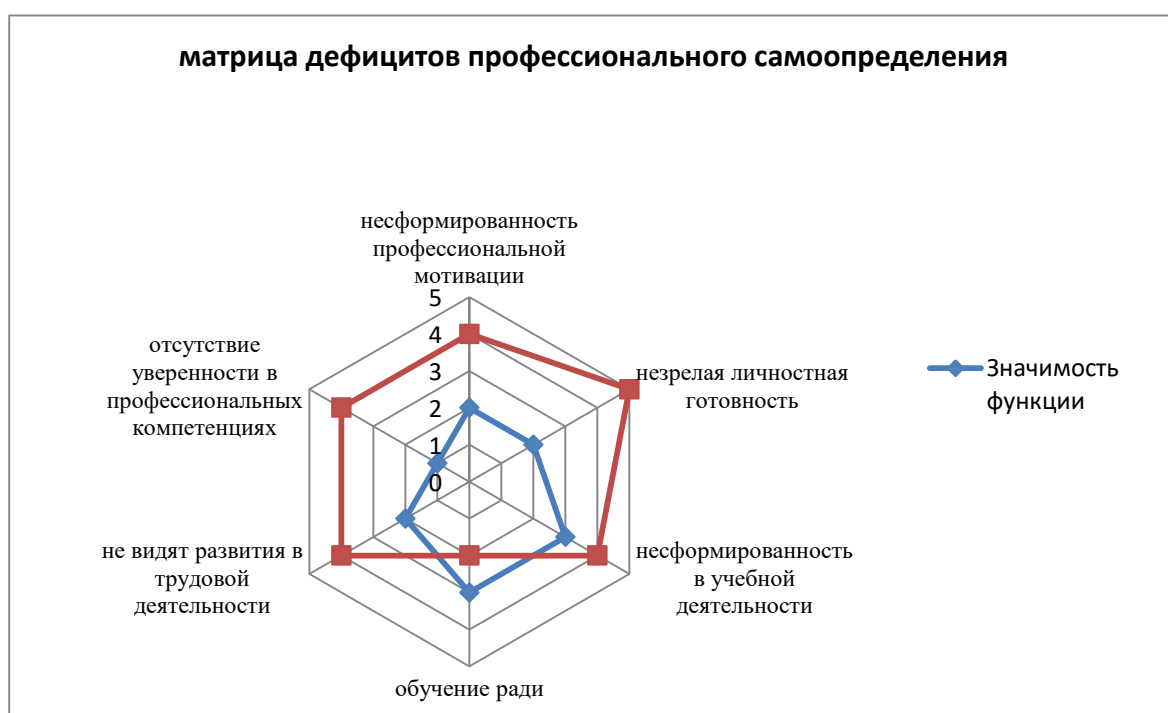 матрица дефицитов профессионального самоопределения
несформированность
профессиональной
мотивации
5
4
3
2
1
0
незрелая личностная
готовность
несформированность
в учебной
деятельности
обучение ради
не видят развития в
трудовой
деятельности
отсутствие
уверенности в
профессиональных
компетенциях
Значимость
функции